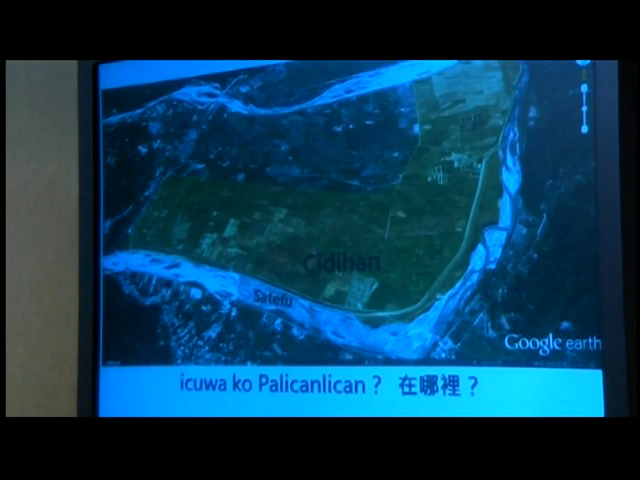 Cidihan
Satefu
Google earth
icuwa ko Palicanlican？ 在哪裡？